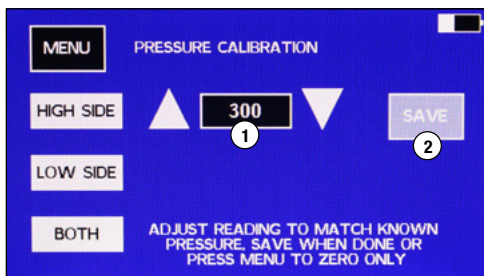 MENU
PRESSURE CALIBRATION
HIGH SIDE
300
1
SAVE
2
LOW SIDE
BOTH
ADJUST READING TO MATCH KNOWN
PRESSURE, SAVE WHEN DONE OR
PRESS MENU TO ZERO ONLY